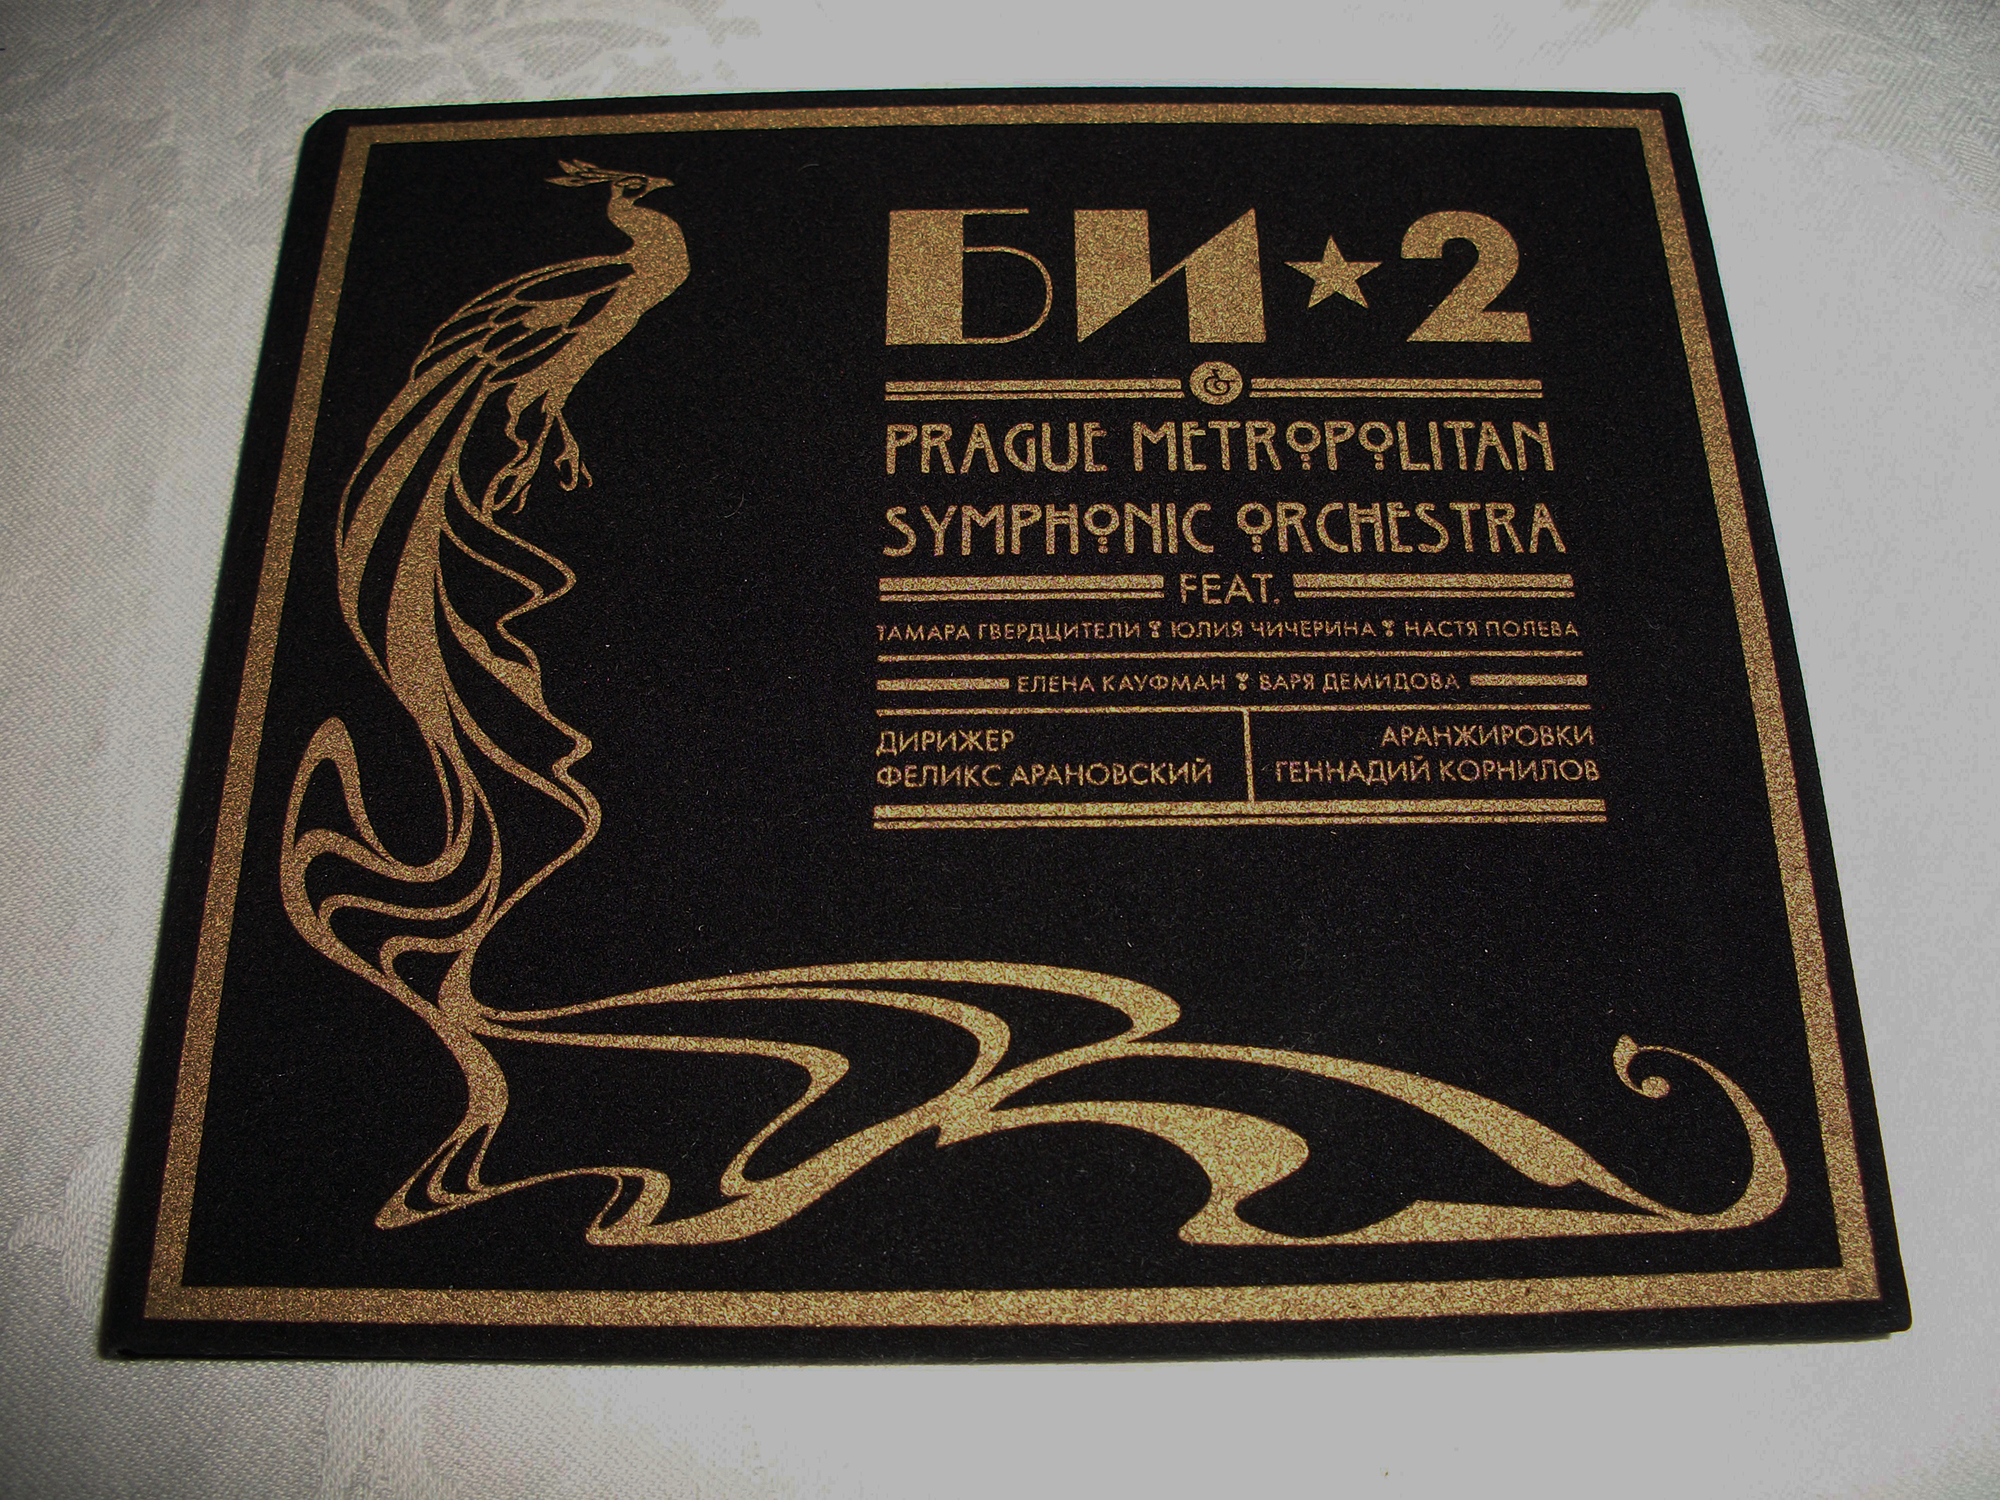 БИ★2
&
PRAGUE METROPOLITAN
SYMPHONIC ORCHESTRA
FEAT.
ТАМАРА ГВЕРДЦИТЕЛИ ЮЛИЯ ЧИЧЕРИНА НАСТЯ ПОЛЕВА
ЕЛЕНА КАУФМАН ВАРЯ ДЕМИДОВА
ДИРИЖЕР
ФЕЛИКС АРАНОВСКИЙ
АРАНЖИРОВКИ
ГЕННАДИЙ КОРНИЛОВ